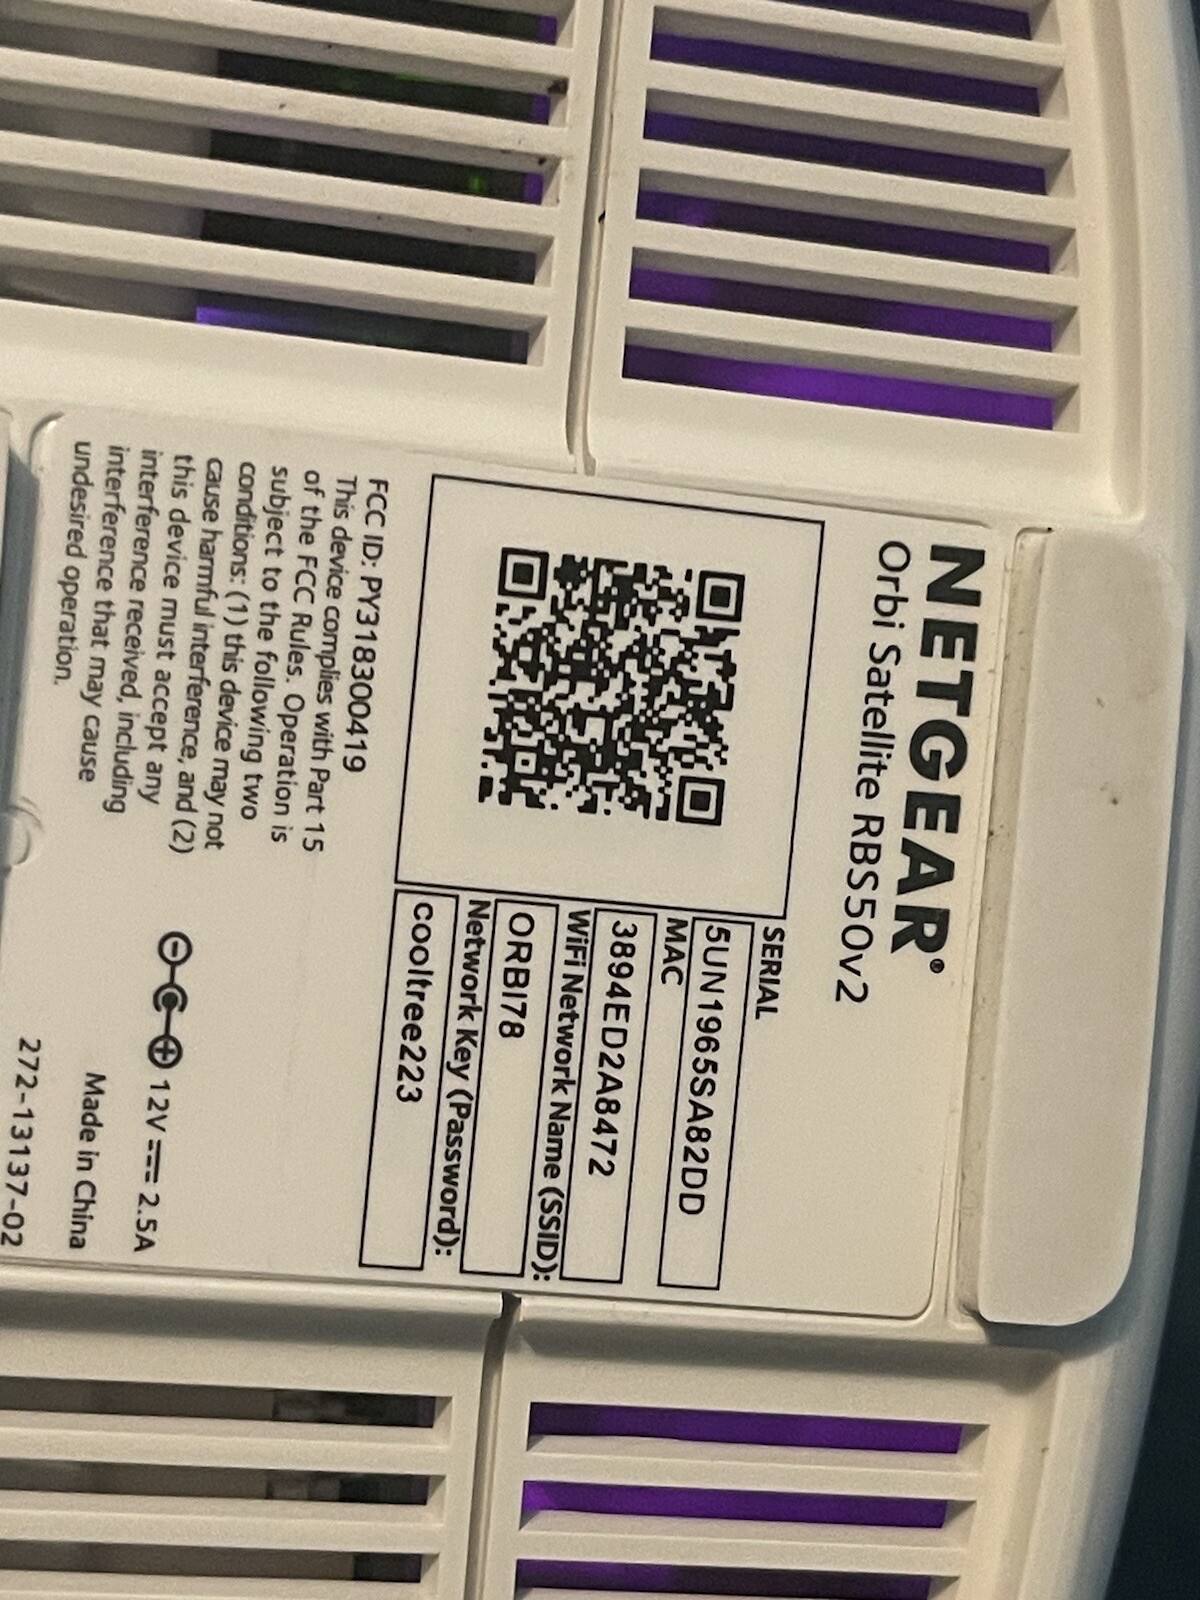 NETGEAR®
Orbi Satellite RBS50v2
SERIAL
5UN1965SA82DD
MAC
3894ED2A8472
WiFi Network Name (SSID):
ORBI78
Network Key (Password):
cooltree223
FCC ID: PY318300419
This device complies with Part 15
of the FCC Rules. Operation is
subject to the following two
conditions: (1) this device may not
cause harmful interference, and (2)
this device must accept any
interference received, including
interference that may cause
undesired operation.
12V 2.5A
Made in China
272-13137-02